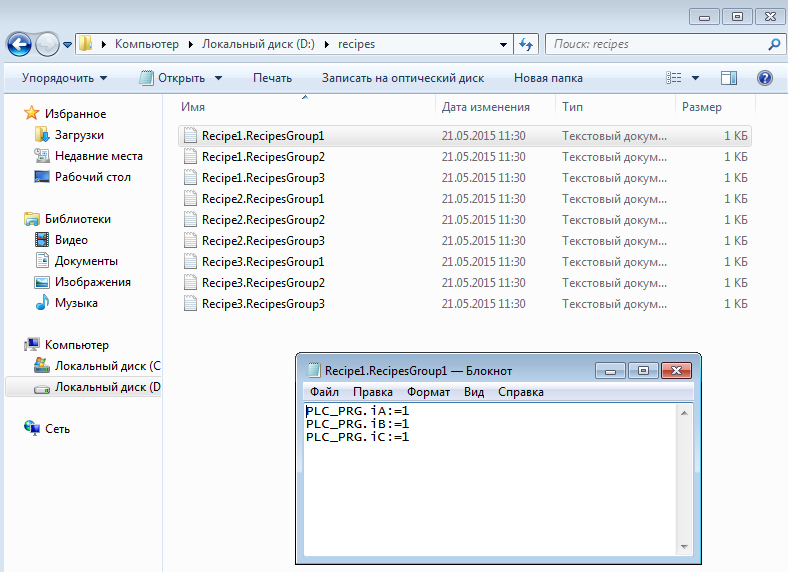 Компьютер Локальный диск (D:) recipes
Поиск: recipes
Упорядочить Открыть Печать Записать на оптический диск Новая папка
Избранное
Загрузки
Недавние места
Рабочий стол
Библиотеки
Видео
Документы
Изображения
Музыка
Компьютер
Локальный диск (C
Локальный диск (D
Сеть
Имя Дата изменения Тип Размер
Recipe1.RecipesGroup1 21.05.2015 11:30 Текстовый докум... 1 КБ
Recipe1.RecipesGroup2 21.05.2015 11:30 Текстовый докум... 1 КБ
Recipe1.RecipesGroup3 21.05.2015 11:30 Текстовый докум... 1 КБ
Recipe2.RecipesGroup1 21.05.2015 11:30 Текстовый докум... 1 КБ
Recipe2.RecipesGroup2 21.05.2015 11:30 Текстовый докум... 1 КБ
Recipe2.RecipesGroup3 21.05.2015 11:30 Текстовый докум... 1 КБ
Recipe3.RecipesGroup1 21.05.2015 11:30 Текстовый докум... 1 КБ
Recipe3.RecipesGroup2 21.05.2015 11:30 Текстовый докум... 1 КБ
Recipe3.RecipesGroup3 21.05.2015 11:30 Текстовый докум... 1 КБ
Recipe1.RecipesGroup1 — Блокнот
Файл Правка Формат Вид Справка
PLC_PRG.iA:=1
PLC_PRG.iB:=1
PLC_PRG.iC:=1